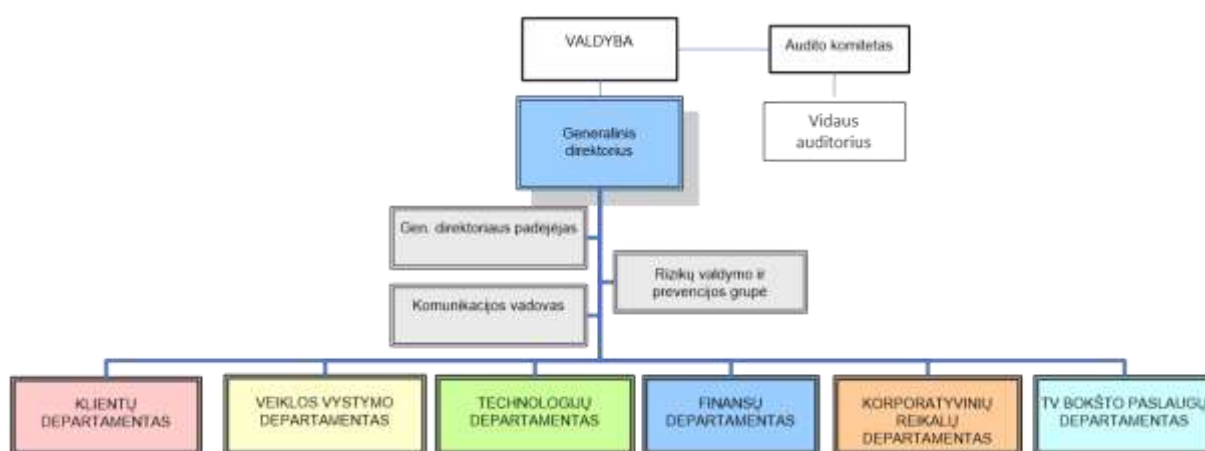 VALDYBA
Audito komitetas
Generalinis
direktorius
Vidaus
auditorius
Gen. direktoriaus padėjėjas
Rizikų valdymo ir
prevencijos grupė
Komunikacijos vadovas
KLIENTŲ
DEPARTAMENTAS
VEIKLOS VYSTYMO
DEPARTAMENTAS
TECHNOLOGIJŲ
DEPARTAMENTAS
FINANSŲ
DEPARTAMENTAS
KORPORATYVINIŲ
REIKALŲ
DEPARTAMENTAS
TV BOKŠTO PASLAUGŲ
DEPARTAMENTAS